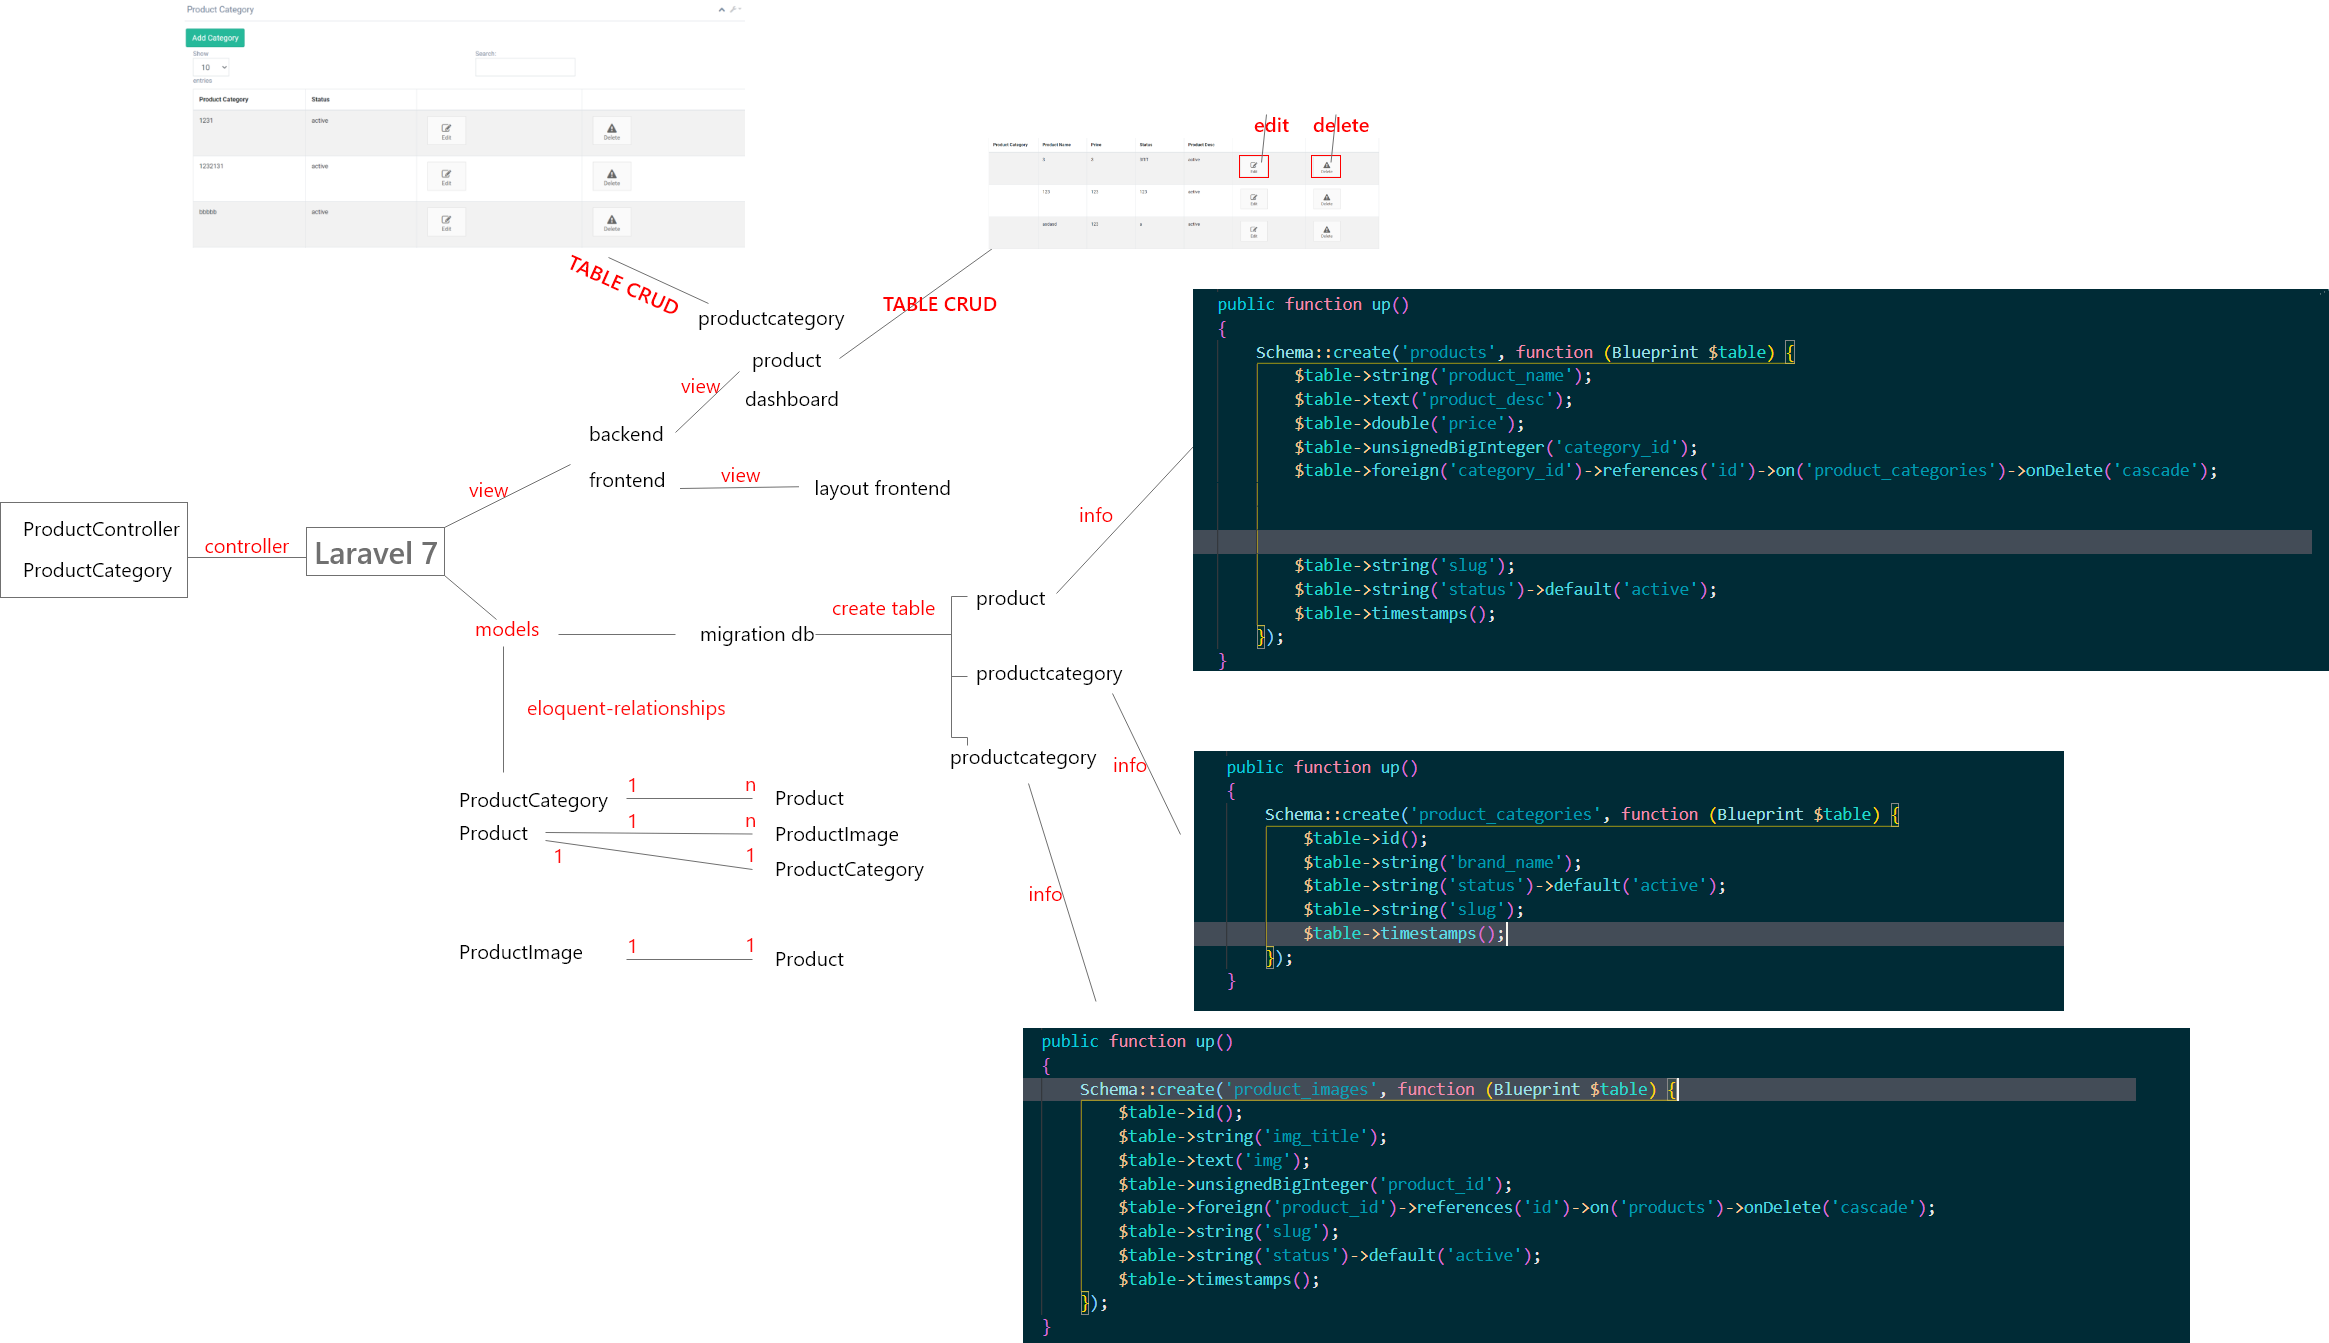 Product Category
Add Category
Show
10
entries
Search:
Product Category Status
1231 active Edit Delete
1232131 active Edit Delete
bbbbb active Edit Delete
TABLE CRUD
edit delete
Product Category Product Name Price Status Product Desc
active Edit Delete
123 123 123 active Edit Delete
123 active Edit Delete
TABLE CRUD
productcategory
product
dashboard
view
backend
frontend
view
layout frontend
view
ProductController
ProductCategory
controller
Laravel 7
models
migration db
create table
product
productcategory
productcategory
info
info
info
eloquent-relationships
ProductCategory 1 n Product
Product 1 n ProductImage
1 1 ProductCategory
ProductImage 1 1 Product
public function up()
{
Schema::create('products', function (Blueprint $table) {
$table->string('product_name');
$table->text('product_desc');
$table->double('price');
$table->unsignedBigInteger('category_id');
$table->foreign('category_id')->references('id')->on('product_categories')->onDelete('cascade');
$table->string('slug');
$table->string('status')->default('active');
$table->timestamps();
});
}
public function up()
{
Schema::create('product_categories', function (Blueprint $table) {
$table->id();
$table->string('brand_name');
$table->string('status')->default('active');
$table->string('slug');
$table->timestamps();
});
}
public function up()
{
Schema::create('product_images', function (Blueprint $table) {
$table->id();
$table->string('img_title');
$table->text('img');
$table->unsignedBigInteger('product_id');
$table->foreign('product_id')->references('id')->on('products')->onDelete('cascade');
$table->string('slug');
$table->string('status')->default('active');
$table->timestamps();
});
}